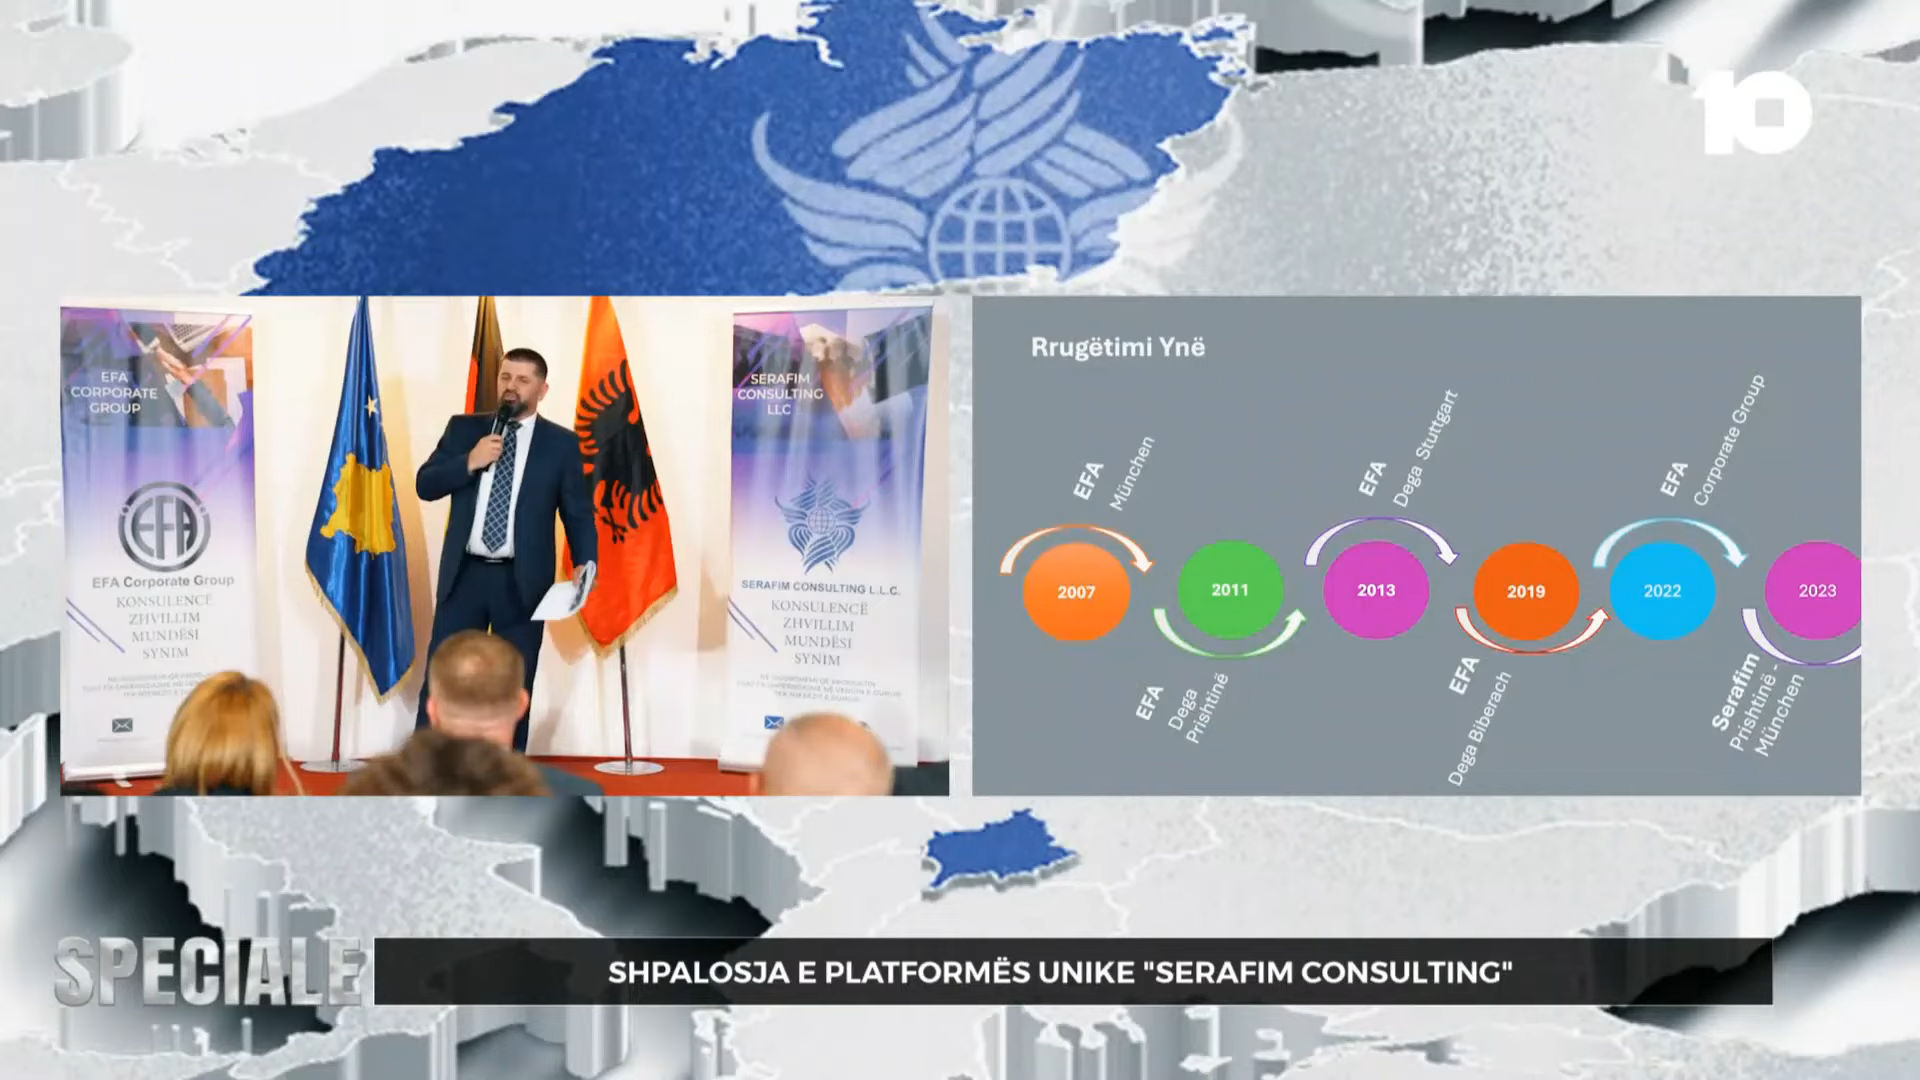 10
EFA
CORPORATE
GROUP
EFA
EFA Corporate Group
KONSULENCË
ZHVILLIM
MUNDËSI
SYNIM
SERAFIM
CONSULTING
LLC
SERAFIM CONSULTING L.L.C.
KONSULENCË
ZHVILLIM
MUNDËSI
SYNIM
Rrugëtimi Ynë
EFA
München
EFA
Dega Stuttgart
EFA
Corporate Group
2007
2011
2013
2019
2022
2023
EFA
Dega
Prishtinë
EFA
Dega Biberach
Serafim
Prishtinë -
München
SPECIALE
SHPALOSJA E PLATFORMËS UNIKE "SERAFIM CONSULTING"